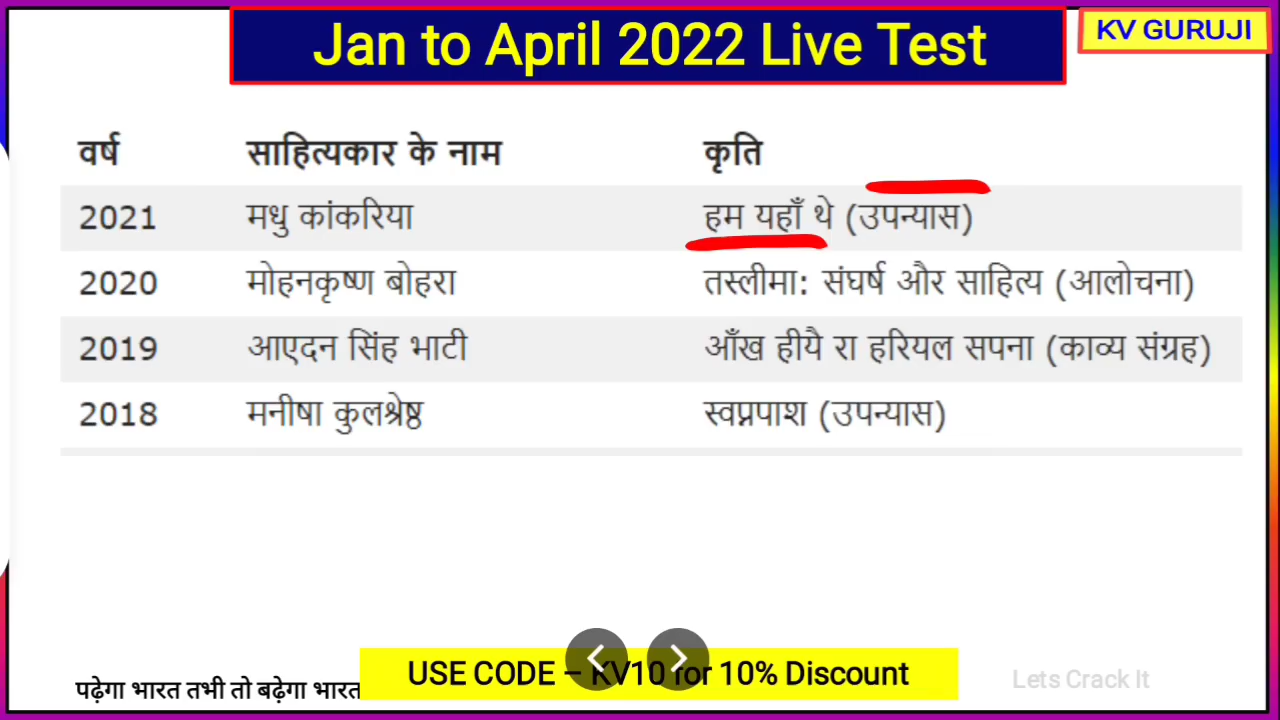 Jan to April 2022 Live Test
KV GURUJI
वर्ष साहित्यकार के नाम कृति
2021 मधु कांकरिया हम यहाँ थे (उपन्यास)
2020 मोहनकृष्ण बोहरा तस्लीमा: संघर्ष और साहित्य (आलोचना)
2019 आएदन सिंह भाटी आँख हीयै रा हरियल सपना (काव्य संग्रह)
2018 मनीषा कुलश्रेष्ठ स्वप्नपाश (उपन्यास)
पढ़ेगा भारत तभी तो बढ़ेगा भारत
USE CODE – KV10 for 10% Discount
Lets Crack It